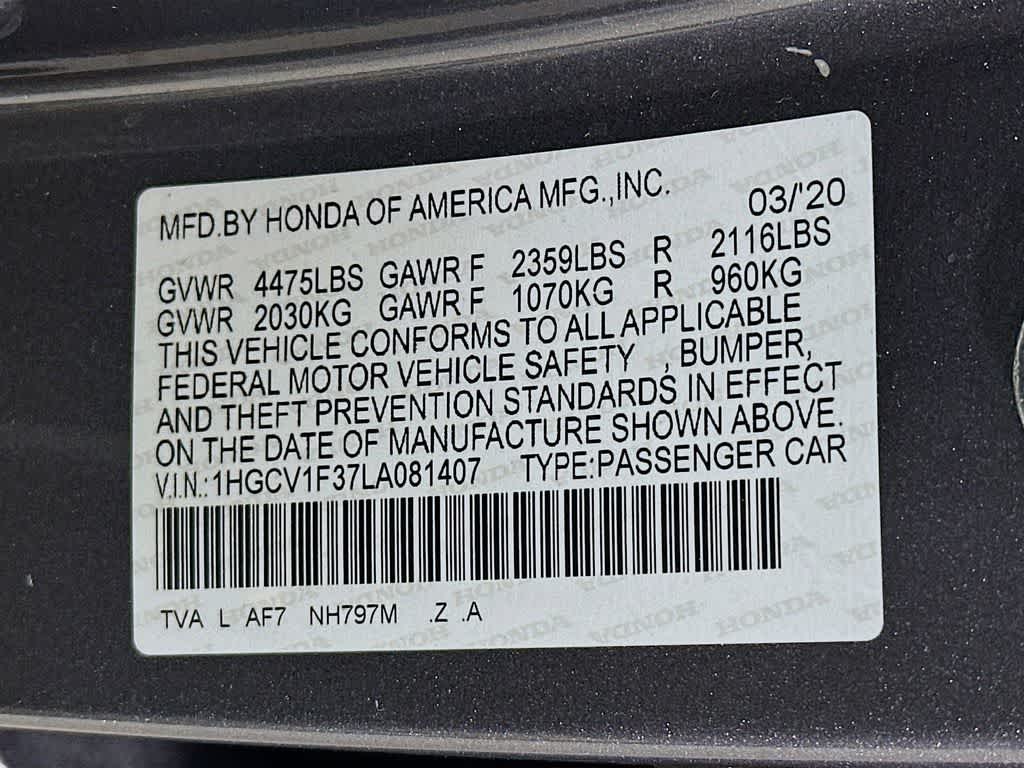 MFD.BY HONDA OF AMERICA MFG.,INC. 03/'20
GVWR 4475LBS GAWR F 2359LBS R 2116LBS
GVWR 2030KG GAWR F 1070KG R 960KG
THIS VEHICLE CONFORMS TO ALL APPLICABLE
FEDERAL MOTOR VEHICLE SAFETY , BUMPER,
AND THEFT PREVENTION STANDARDS IN EFFECT
ON THE DATE OF MANUFACTURE SHOWN ABOVE.
V.I.N.:1HGCV1F37LA081407 TYPE:PASSENGER CAR
TVA L AF7 NH797M .Z .A